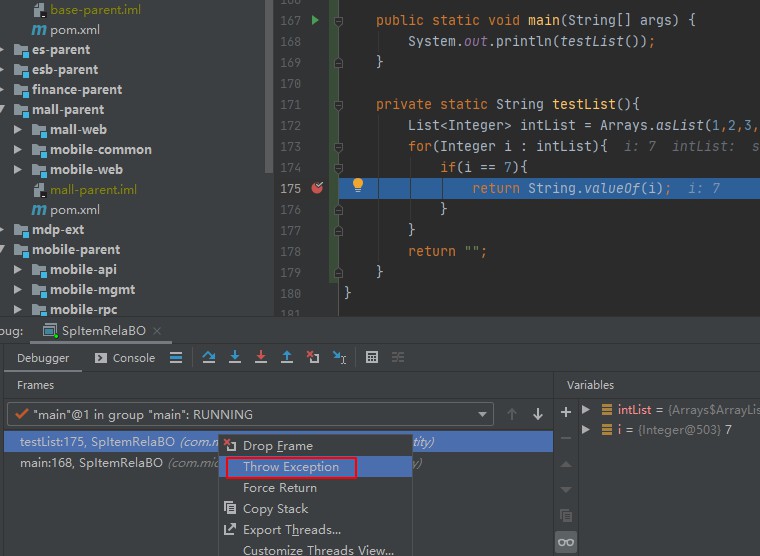 base-parent.iml
pom.xml
es-parent
esb-parent
finance-parent
mall-parent
mall-web
mobile-common
mobile-web
mall-parent.iml
pom.xml
mdp-ext
mobile-parent
mobile-api
mobile-mgmt
mobile-rpc
167 public static void main(String[] args) {
168 System.out.println(testList());
169 }
170
171 private static String testList(){
172 List<Integer> intList = Arrays.asList(1,2,3,
173 for(Integer i : intList){ i: 7 intList: s
174 if(i == 7){
175 return String.valueOf(i); i: 7
176 }
177 }
178 return "";
179 }
180 }
181
bug: SpItemRelaBO
Debugger Console
Frames
"main"@1 in group "main": RUNNING
testList:175, SpItemRelaBO (com.m tity)
main:168, SpItemRelaBO (com.mic ty)
Drop Frame
Throw Exception
Force Return
Copy Stack
Export Threads...
Customize Threads View...
Variables
intList = {Arrays$ArrayLis
i = {Integer@503} 7